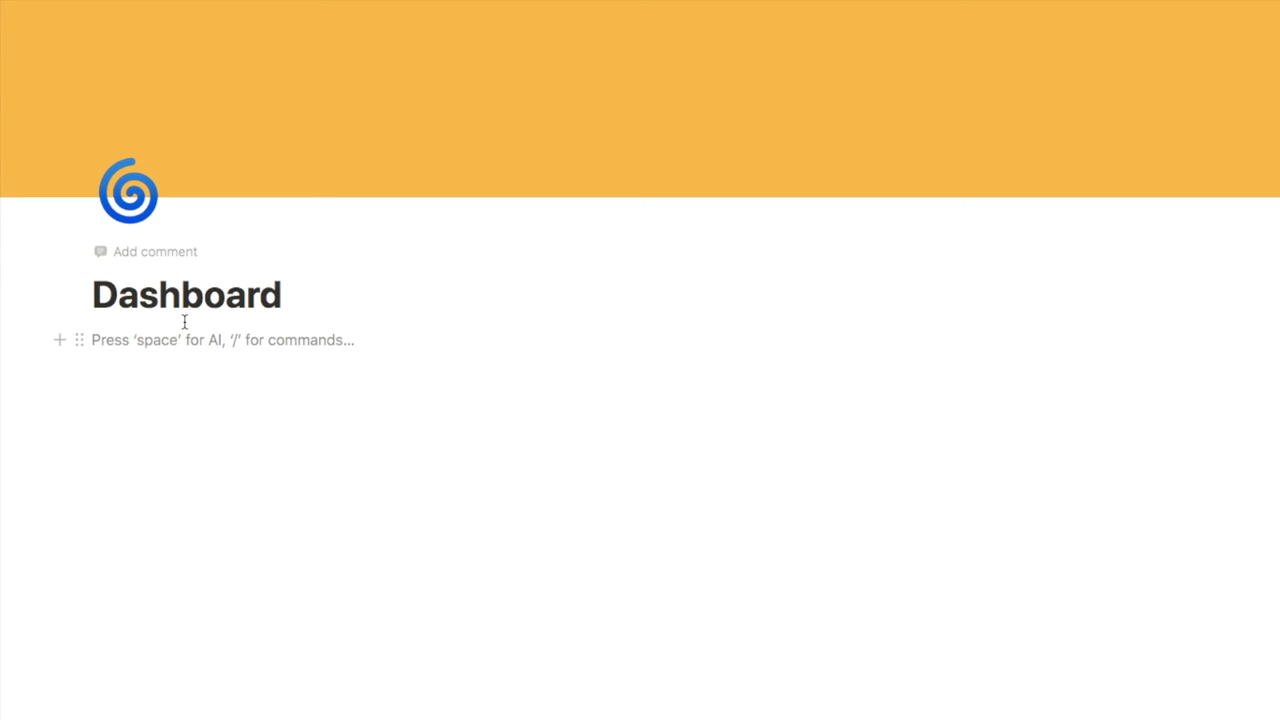 Add comment
Dashboard
Press ‘space’ for AI, ‘/’ for commands…